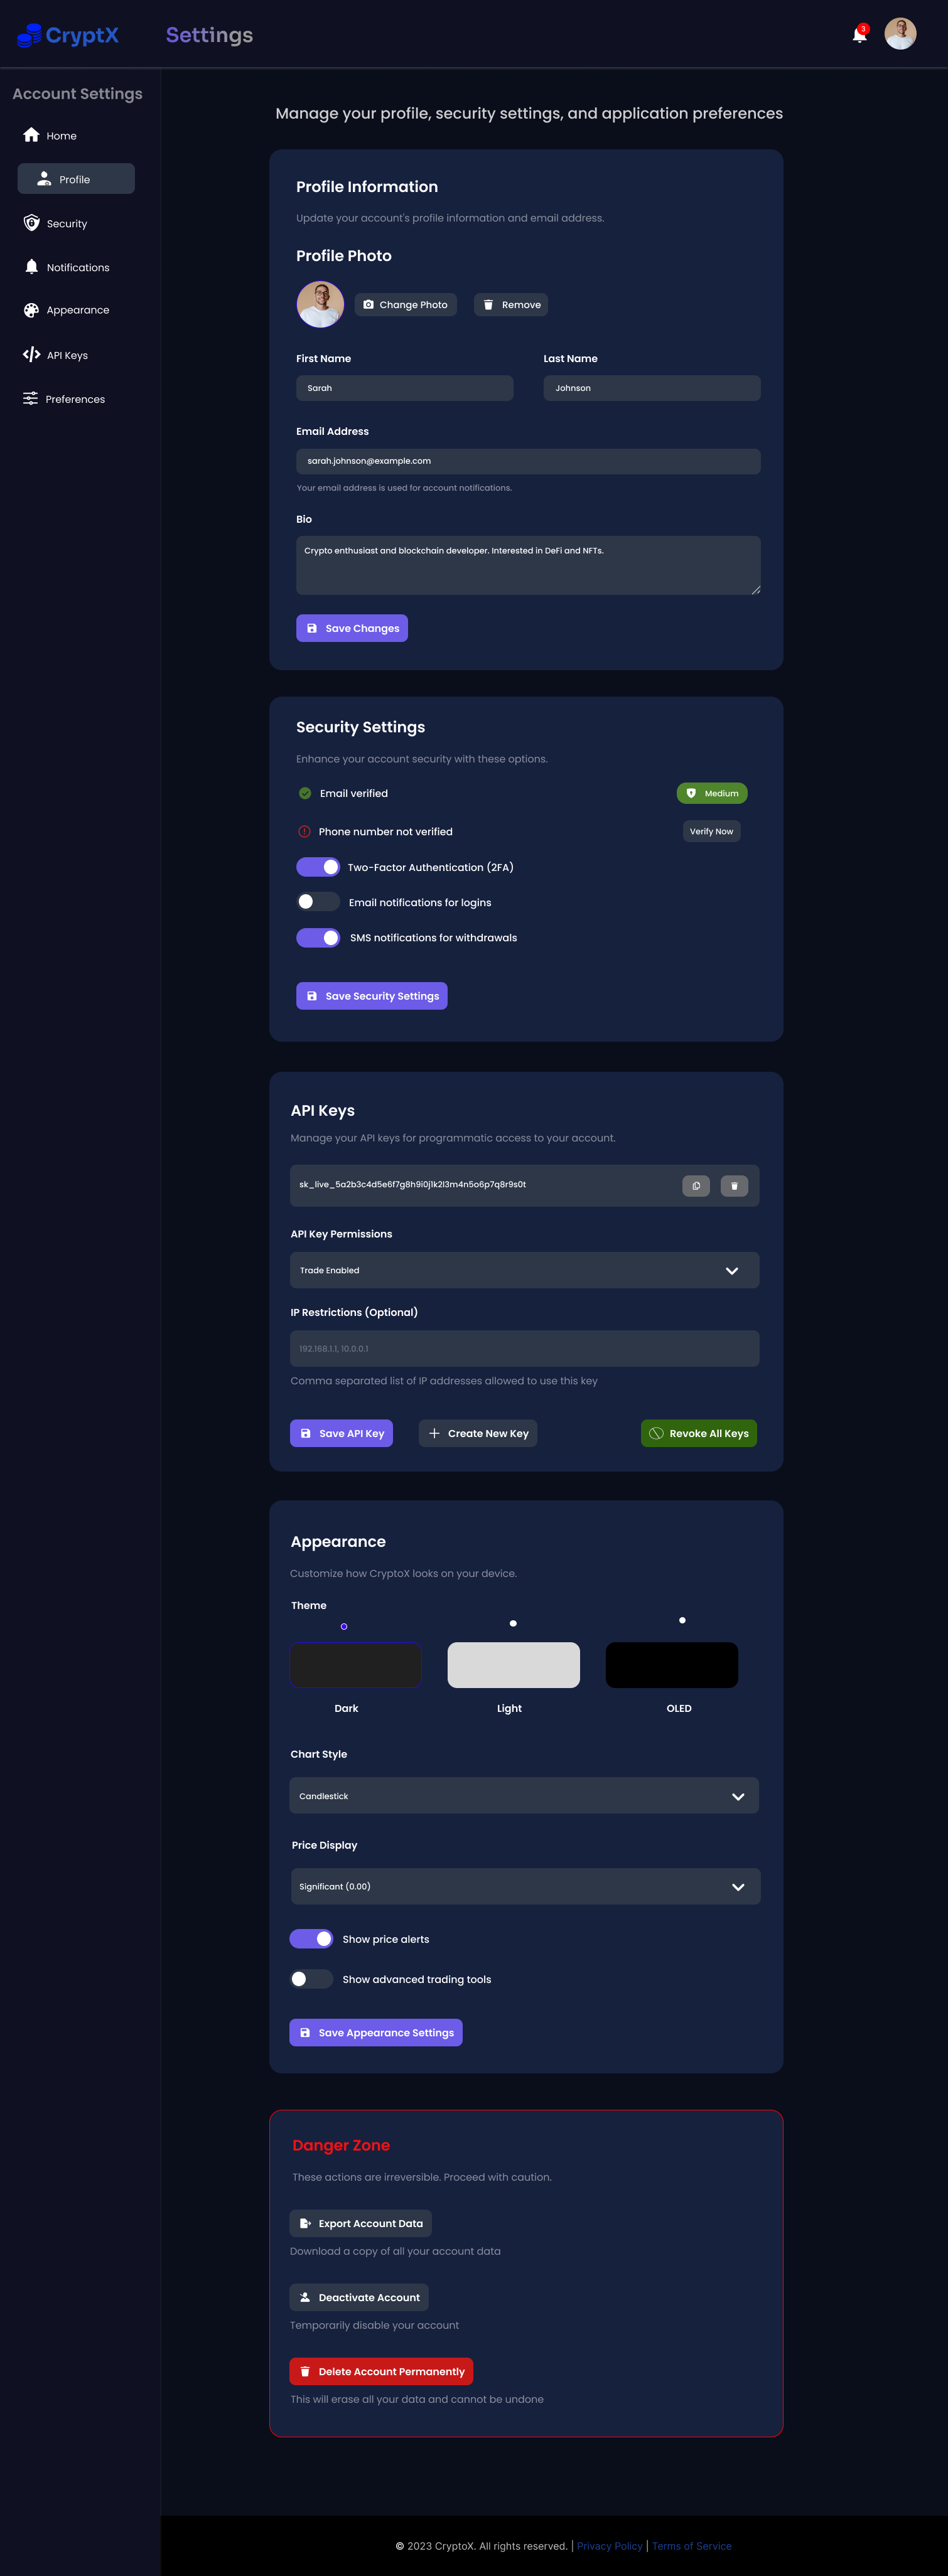 CryptX
Settings
3
Account Settings
Home
Profile
Security
Notifications
Appearance
API Keys
Preferences
Manage your profile, security settings, and application preferences
Profile Information
Update your account's profile information and email address.
Profile Photo
Change Photo
Remove
First Name
Last Name
Sarah
Johnson
Email Address
sarah.johnson@example.com
Your email address is used for account notifications.
Bio
Crypto enthusiast and blockchain developer. Interested in DeFi and NFTs.
Save Changes
Security Settings
Enhance your account security with these options.
Email verified
Medium
Phone number not verified
Verify Now
Two-Factor Authentication (2FA)
Email notifications for logins
SMS notifications for withdrawals
Save Security Settings
API Keys
Manage your API keys for programmatic access to your account.
sk_live_5a2b3c4d5e6f7g8h9i0j1k2l3m4n5o6p7q8r9s0t
API Key Permissions
Trade Enabled
IP Restrictions (Optional)
192.168.1.1, 10.0.0.1
Comma separated list of IP addresses allowed to use this key
Save API Key
Create New Key
Revoke All Keys
Appearance
Customize how CryptoX looks on your device.
Theme
Dark
Light
OLED
Chart Style
Candlestick
Price Display
Significant (0.00)
Show price alerts
Show advanced trading tools
Save Appearance Settings
Danger Zone
These actions are irreversible. Proceed with caution.
Export Account Data
Download a copy of all your account data
Deactivate Account
Temporarily disable your account
Delete Account Permanently
This will erase all your data and cannot be undone
© 2023 CryptoX. All rights reserved. | Privacy Policy | Terms of Service